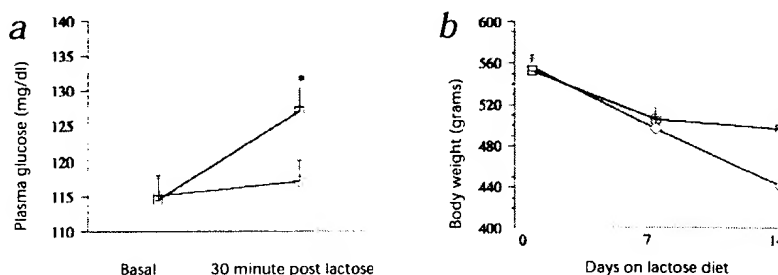 a
Plasma glucose (mg/dl)
140
135
130
125
120
115
110
*
Basal 30 minute post lactose
b
Body weight (grams)
600
560
520
480
440
400
0 7 14
Days on lactose diet